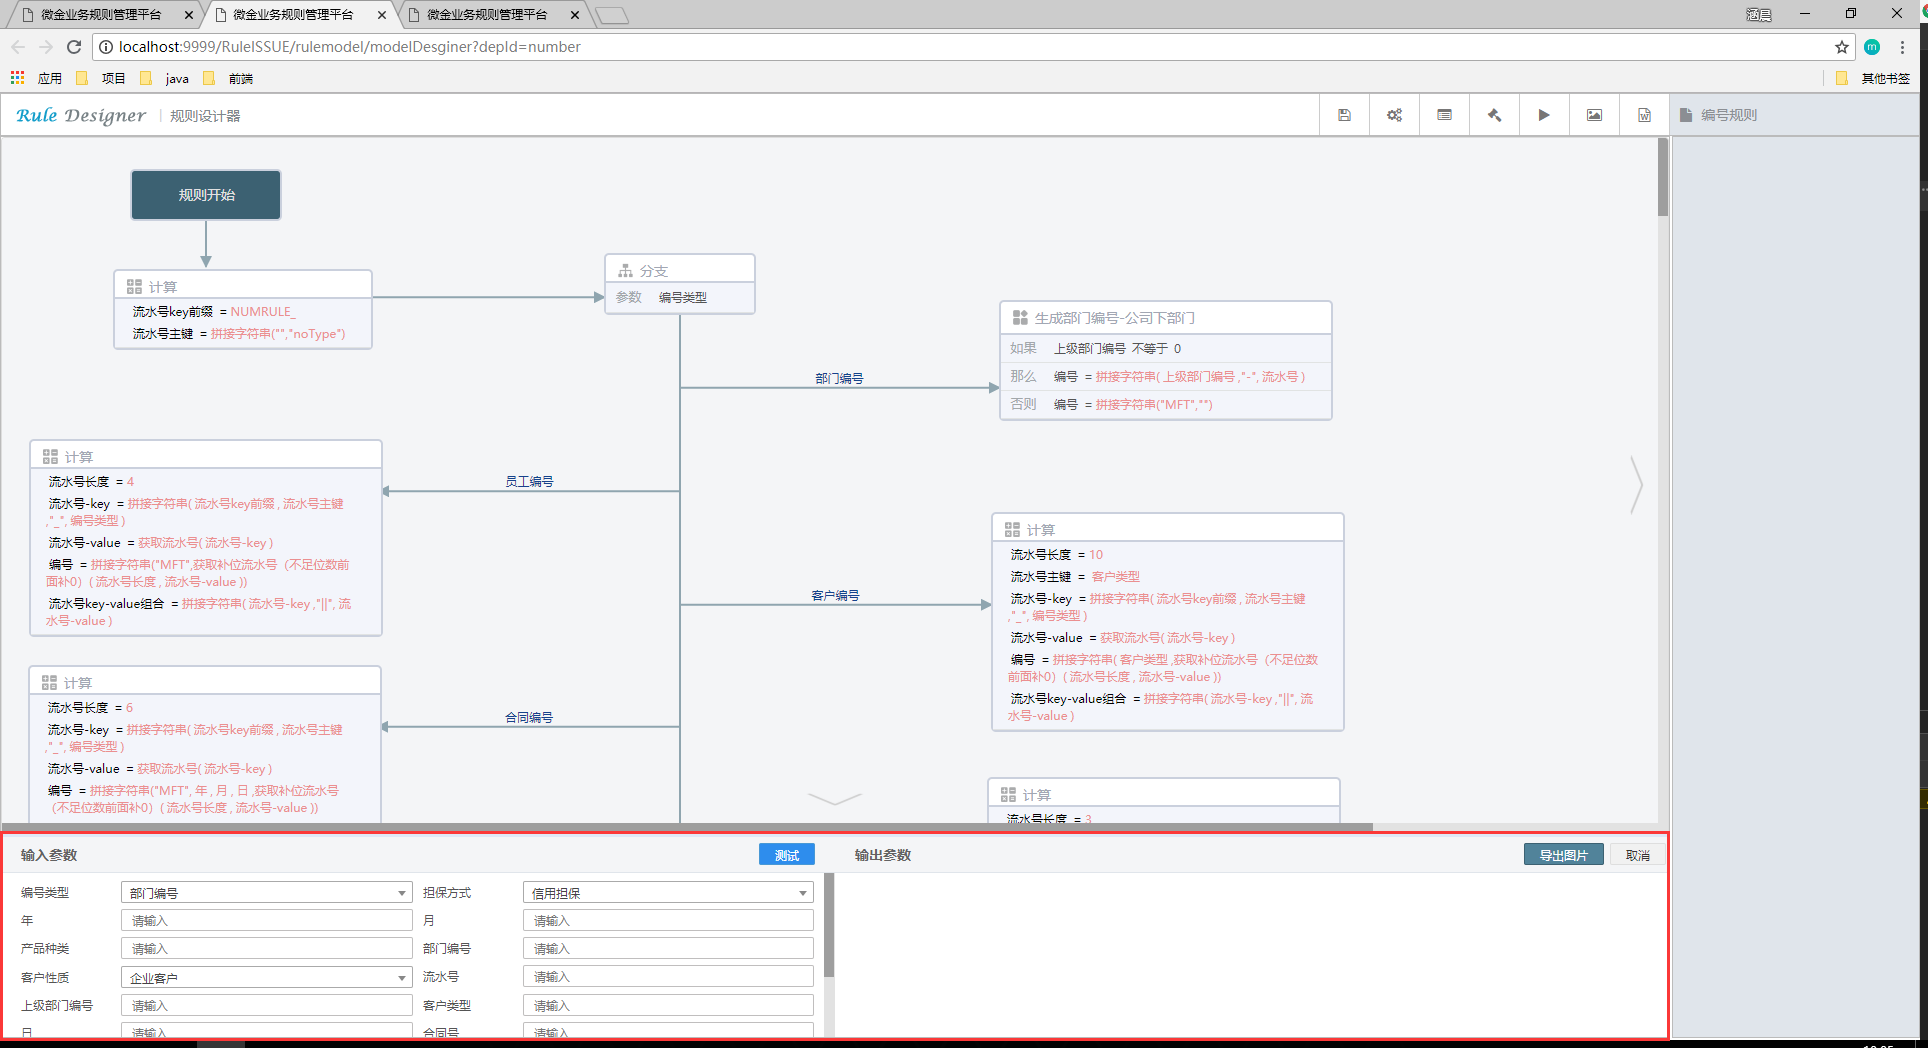 微金业务规则管理平台
微金业务规则管理平台
微金业务规则管理平台
涵晨
localhost:9999/RuleISSUE/rulemodel/modelDesginer?depId=number
m
应用 项目 java 前端 其他书签
Rule Designer 规则设计器
编号规则
规则开始
计算
流水号key前缀 = NUMRULE_
流水号主键 = 拼接字符串("","noType")
分支
参数 编号类型
部门编号
生成部门编号-公司下部门
如果 上级部门编号 不等于 0
那么 编号 = 拼接字符串( 上级部门编号 ,"-", 流水号 )
否则 编号 = 拼接字符串("MFT","")
员工编号
计算
流水号长度 = 4
流水号-key = 拼接字符串( 流水号key前缀 , 流水号主键
,"_", 编号类型 )
流水号-value = 获取流水号( 流水号-key )
编号 = 拼接字符串("MFT",获取补位流水号（不足位数前
面补0）( 流水号长度 , 流水号-value ))
流水号key-value组合 = 拼接字符串( 流水号-key ,"||", 流
水号-value )
客户编号
计算
流水号长度 = 10
流水号主键 = 客户类型
流水号-key = 拼接字符串( 流水号key前缀 , 流水号主键
,"_", 编号类型 )
流水号-value = 获取流水号( 流水号-key )
编号 = 拼接字符串( 客户类型 ,获取补位流水号（不足位数
前面补0）( 流水号长度 , 流水号-value ))
流水号key-value组合 = 拼接字符串( 流水号-key ,"||", 流
水号-value )
合同编号
计算
流水号长度 = 6
流水号-key = 拼接字符串( 流水号key前缀 , 流水号主键
,"_", 编号类型 )
流水号-value = 获取流水号( 流水号-key )
编号 = 拼接字符串("MFT", 年 , 月 , 日 ,获取补位流水号
（不足位数前面补0）( 流水号长度 , 流水号-value ))
计算
流水号长度 = 3
输入参数 测试 输出参数 导出图片 取消
编号类型 部门编号 担保方式 信用担保
年 请输入 月 请输入
产品种类 请输入 部门编号 请输入
客户性质 企业客户 流水号 请输入
上级部门编号 请输入 客户类型 请输入
日 请输入 合同号 请输入